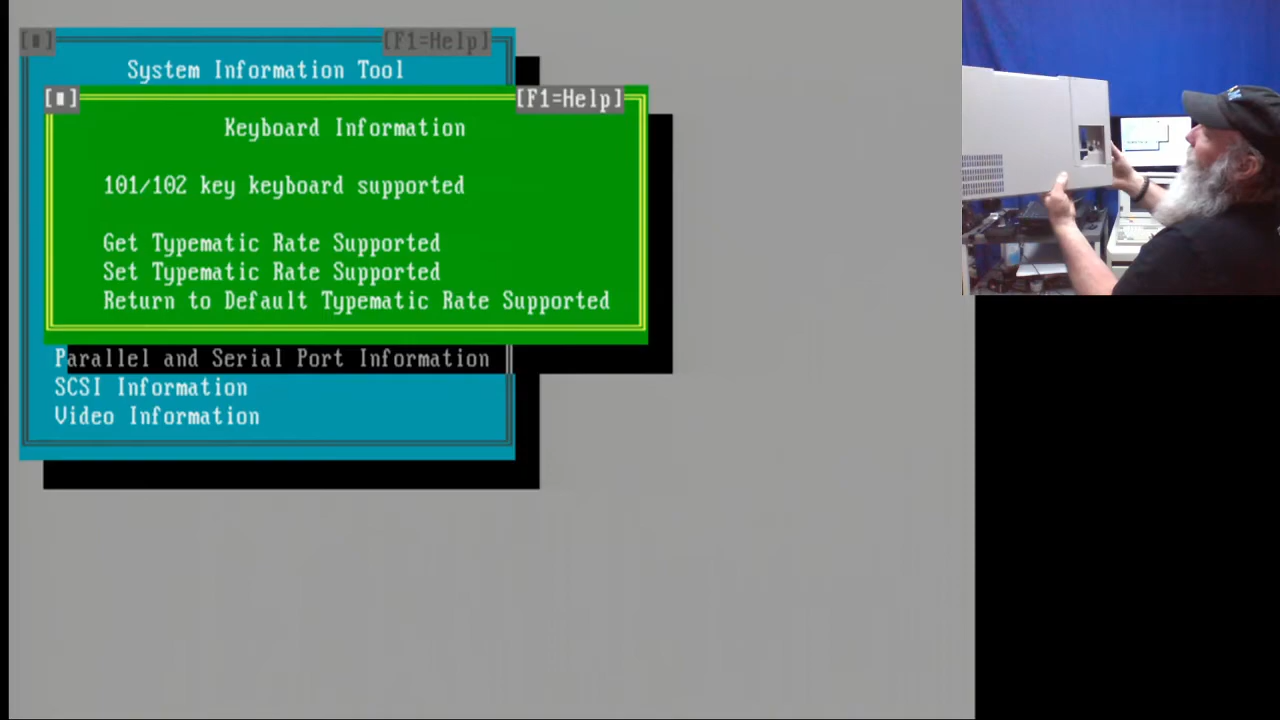 [F1=Help]
System Information Tool
[F1=Help]
Keyboard Information
101/102 key keyboard supported
Get Typematic Rate Supported
Set Typematic Rate Supported
Return to Default Typematic Rate Supported
Parallel and Serial Port Information
SCSI Information
Video Information